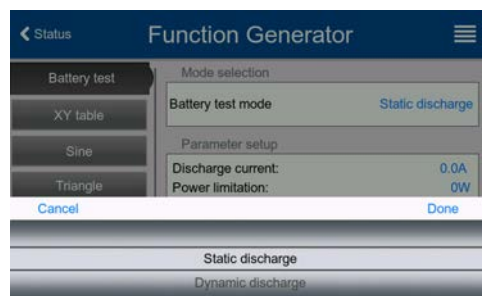 Status
Function Generator
Battery test
XY table
Sine
Triangle
Mode selection
Battery test mode Static discharge
Parameter setup
Discharge current: 0.0A
Power limitation: 0W
Cancel Done
Static discharge
Dynamic discharge